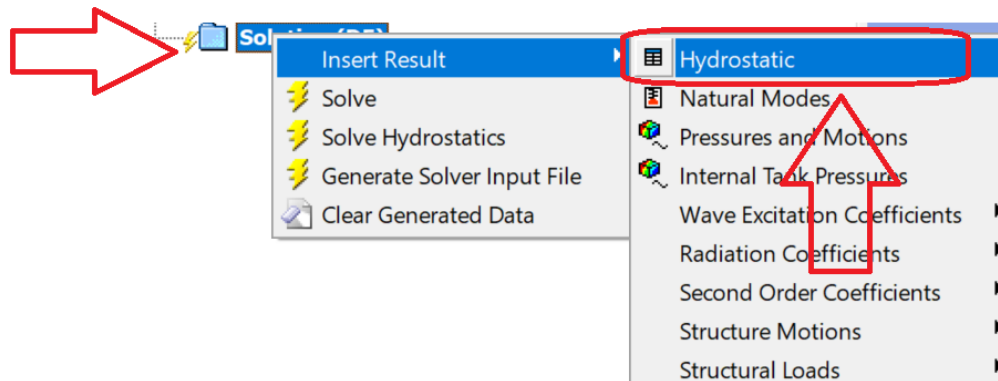 Insert Result
Solve
Solve Hydrostatics
Generate Solver Input File
Clear Generated Data
Hydrostatic
Natural Modes
Pressures and Motions
Internal Tank Pressures
Wave Excitation Coefficients
Radiation Coefficients
Second Order Coefficients
Structure Motions
Structural Loads